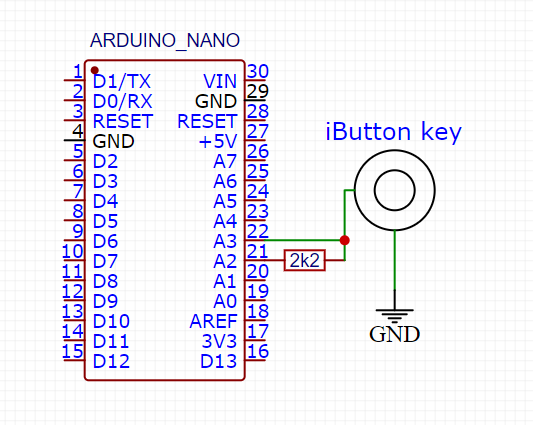 ARDUINO_NANO
1 D1/TX VIN 30
2 D0/RX GND 29
3 RESET RESET 28
4 GND +5V 27
5 D2 A7 26
6 D3 A6 25
7 D4 A5 24
8 D5 A4 23
9 D6 A3 22
10 D7 A2 21
11 D8 A1 20
12 D9 A0 19
13 D10 AREF 18
14 D11 3V3 17
15 D12 D13 16
iButton key
2k2
GND